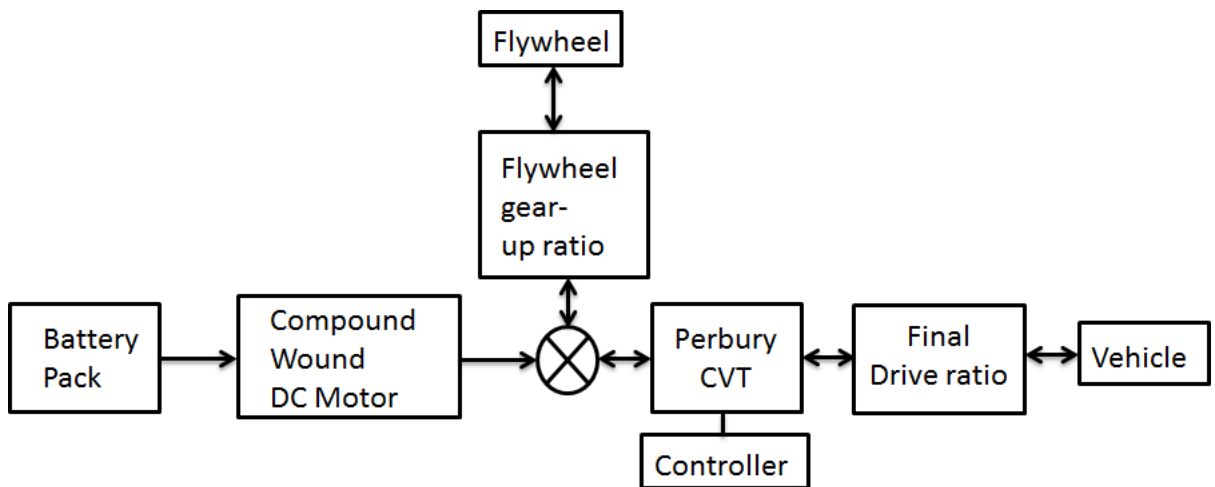 Flywheel
Flywheel
gear-
up ratio
Battery
Pack
Compound
Wound
DC Motor
Perbury
CVT
Final
Drive ratio
Vehicle
Controller